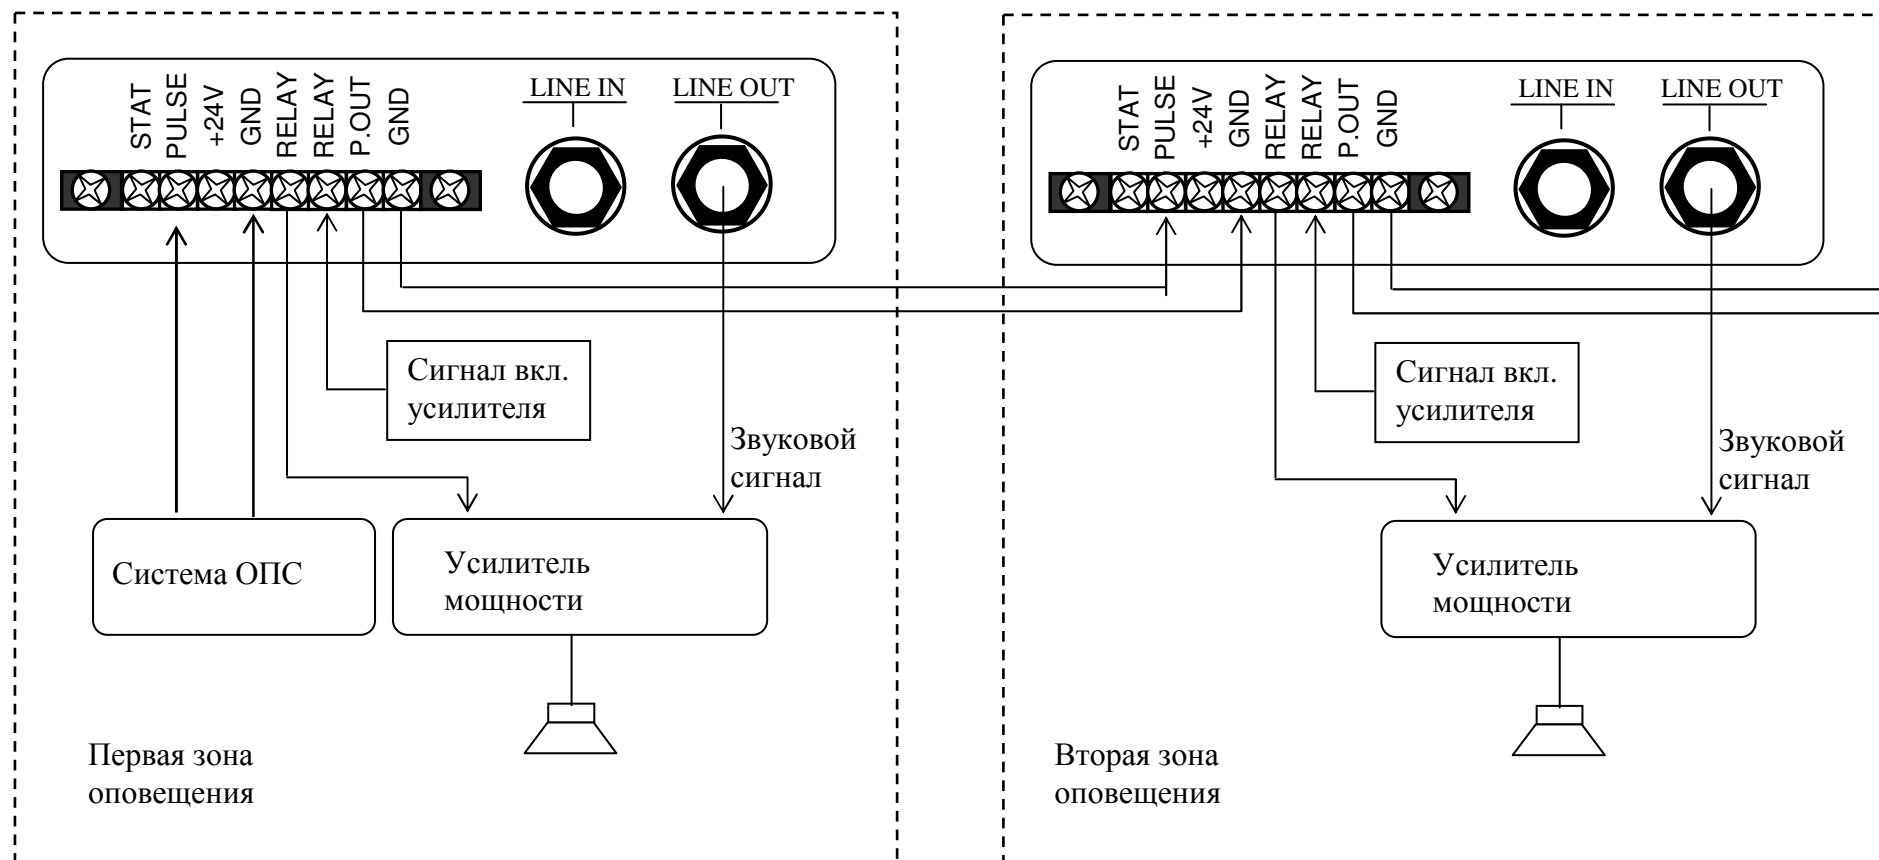 STAT
PULSE
+24V
GND
RELAY
RELAY
P.OUT
GND
LINE IN
LINE OUT
Сигнал вкл.
усилителя
Звуковой
сигнал
Система ОПС
Усилитель
мощности
Первая зона
оповещения
STAT
PULSE
+24V
GND
RELAY
RELAY
P.OUT
GND
LINE IN
LINE OUT
Сигнал вкл.
усилителя
Звуковой
сигнал
Усилитель
мощности
Вторая зона
оповещения